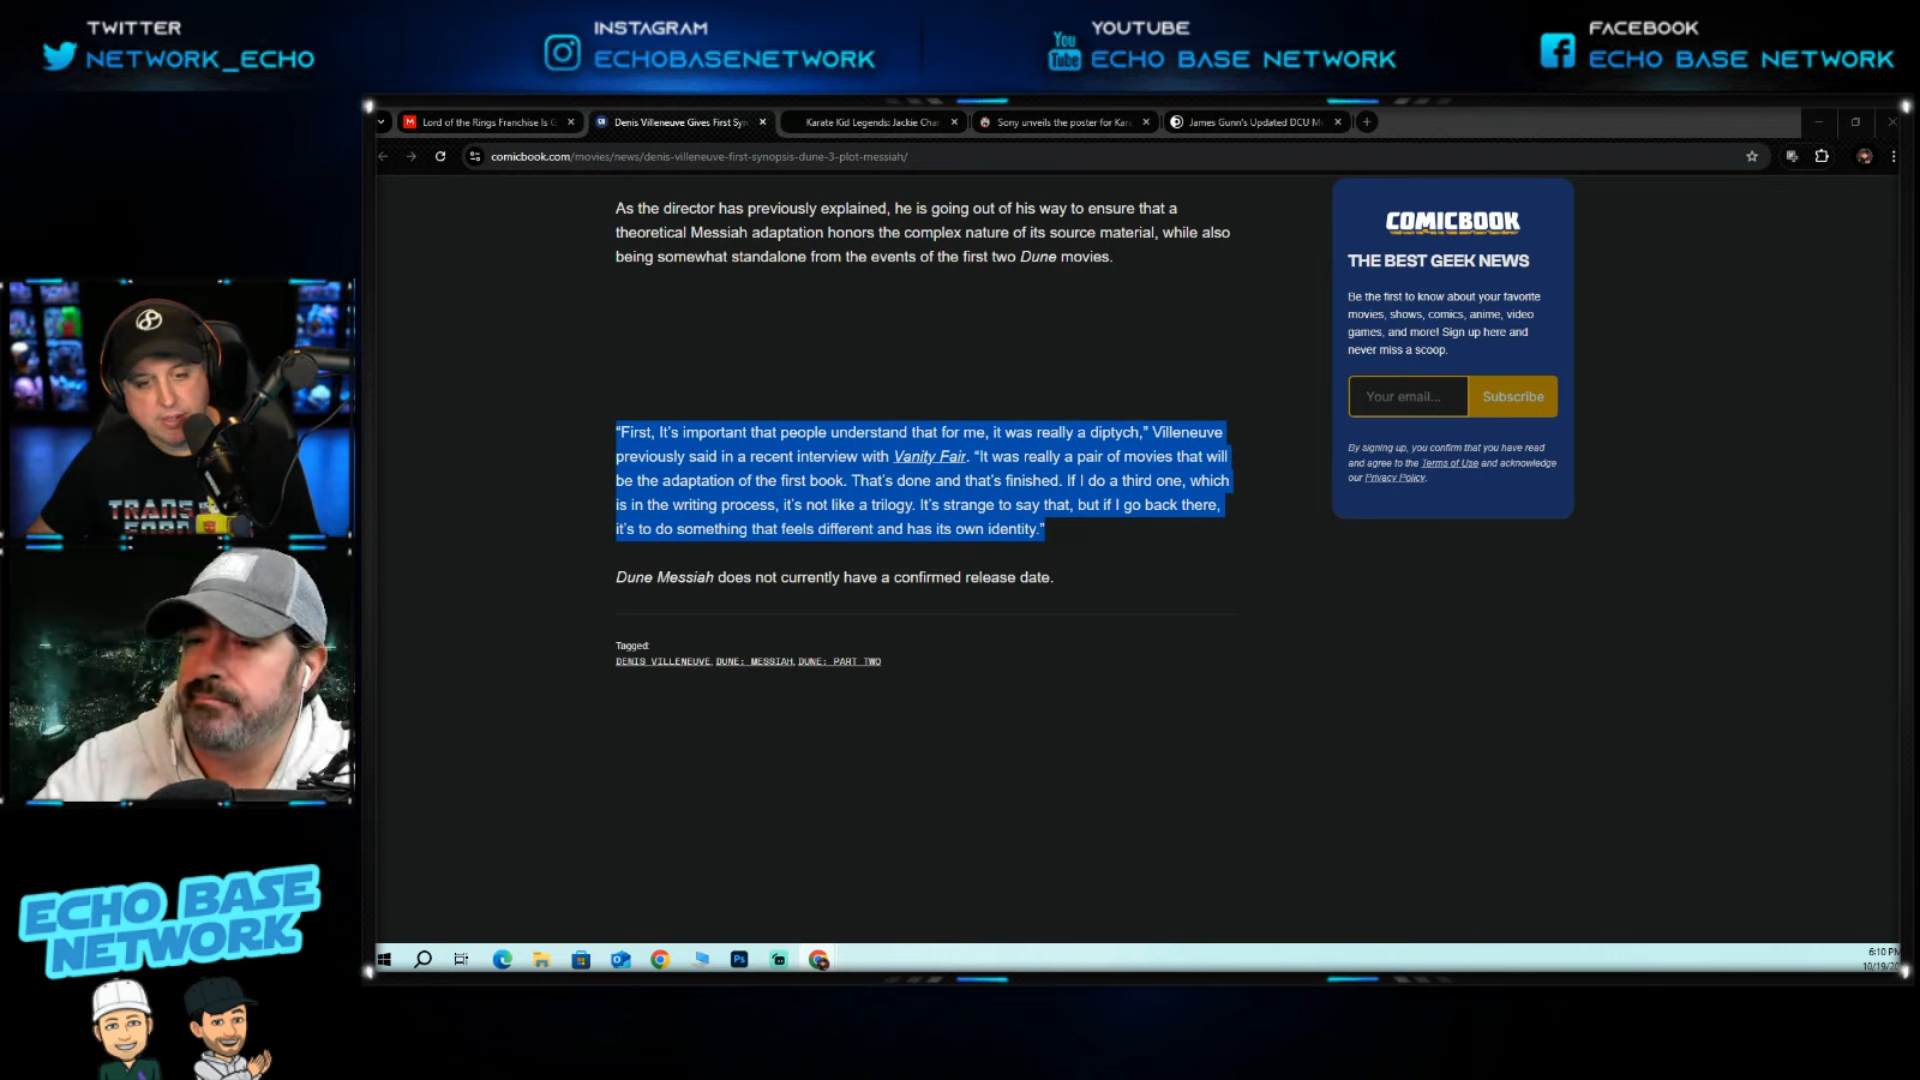 TWITTER
NETWORK_ECHO
INSTAGRAM
ECHOBASENETWORK
YOUTUBE
You Tube
ECHO BASE NETWORK
FACEBOOK
ECHO BASE NETWORK
Lord of the Rings Franchise Is G
Denis Villeneuve Gives First Syn
Karate Kid Legends: Jackie Chan
Sony unveils the poster for Kar
James Gunn's Updated DCU M
comicbook.com/movies/news/denis-villeneuve-first-synopsis-dune-3-plot-messiah/
As the director has previously explained, he is going out of his way to ensure that a
theoretical Messiah adaptation honors the complex nature of its source material, while also
being somewhat standalone from the events of the first two Dune movies.
“First, It’s important that people understand that for me, it was really a diptych,” Villeneuve
previously said in a recent interview with Vanity Fair. “It was really a pair of movies that will
be the adaptation of the first book. That’s done and that’s finished. If I do a third one, which
is in the writing process, it’s not like a trilogy. It’s strange to say that, but if I go back there,
it’s to do something that feels different and has its own identity.”
Dune Messiah does not currently have a confirmed release date.
Tagged:
DENIS VILLENEUVE, DUNE: MESSIAH, DUNE: PART TWO
COMICBOOK
THE BEST GEEK NEWS
Be the first to know about your favorite
movies, shows, comics, anime, video
games, and more! Sign up here and
never miss a scoop.
Your email...
Subscribe
By signing up, you confirm that you have read
and agree to the Terms of Use and acknowledge
our Privacy Policy.
TRANS
ECHO BASE
NETWORK
Ps
6:10 PM
10/19/20